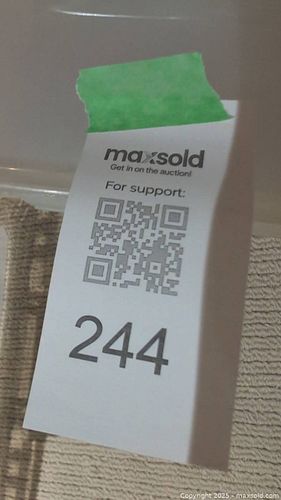 maxsold
Get in on the auction!
For support:
244
Copyright 2025 - maxsold.com